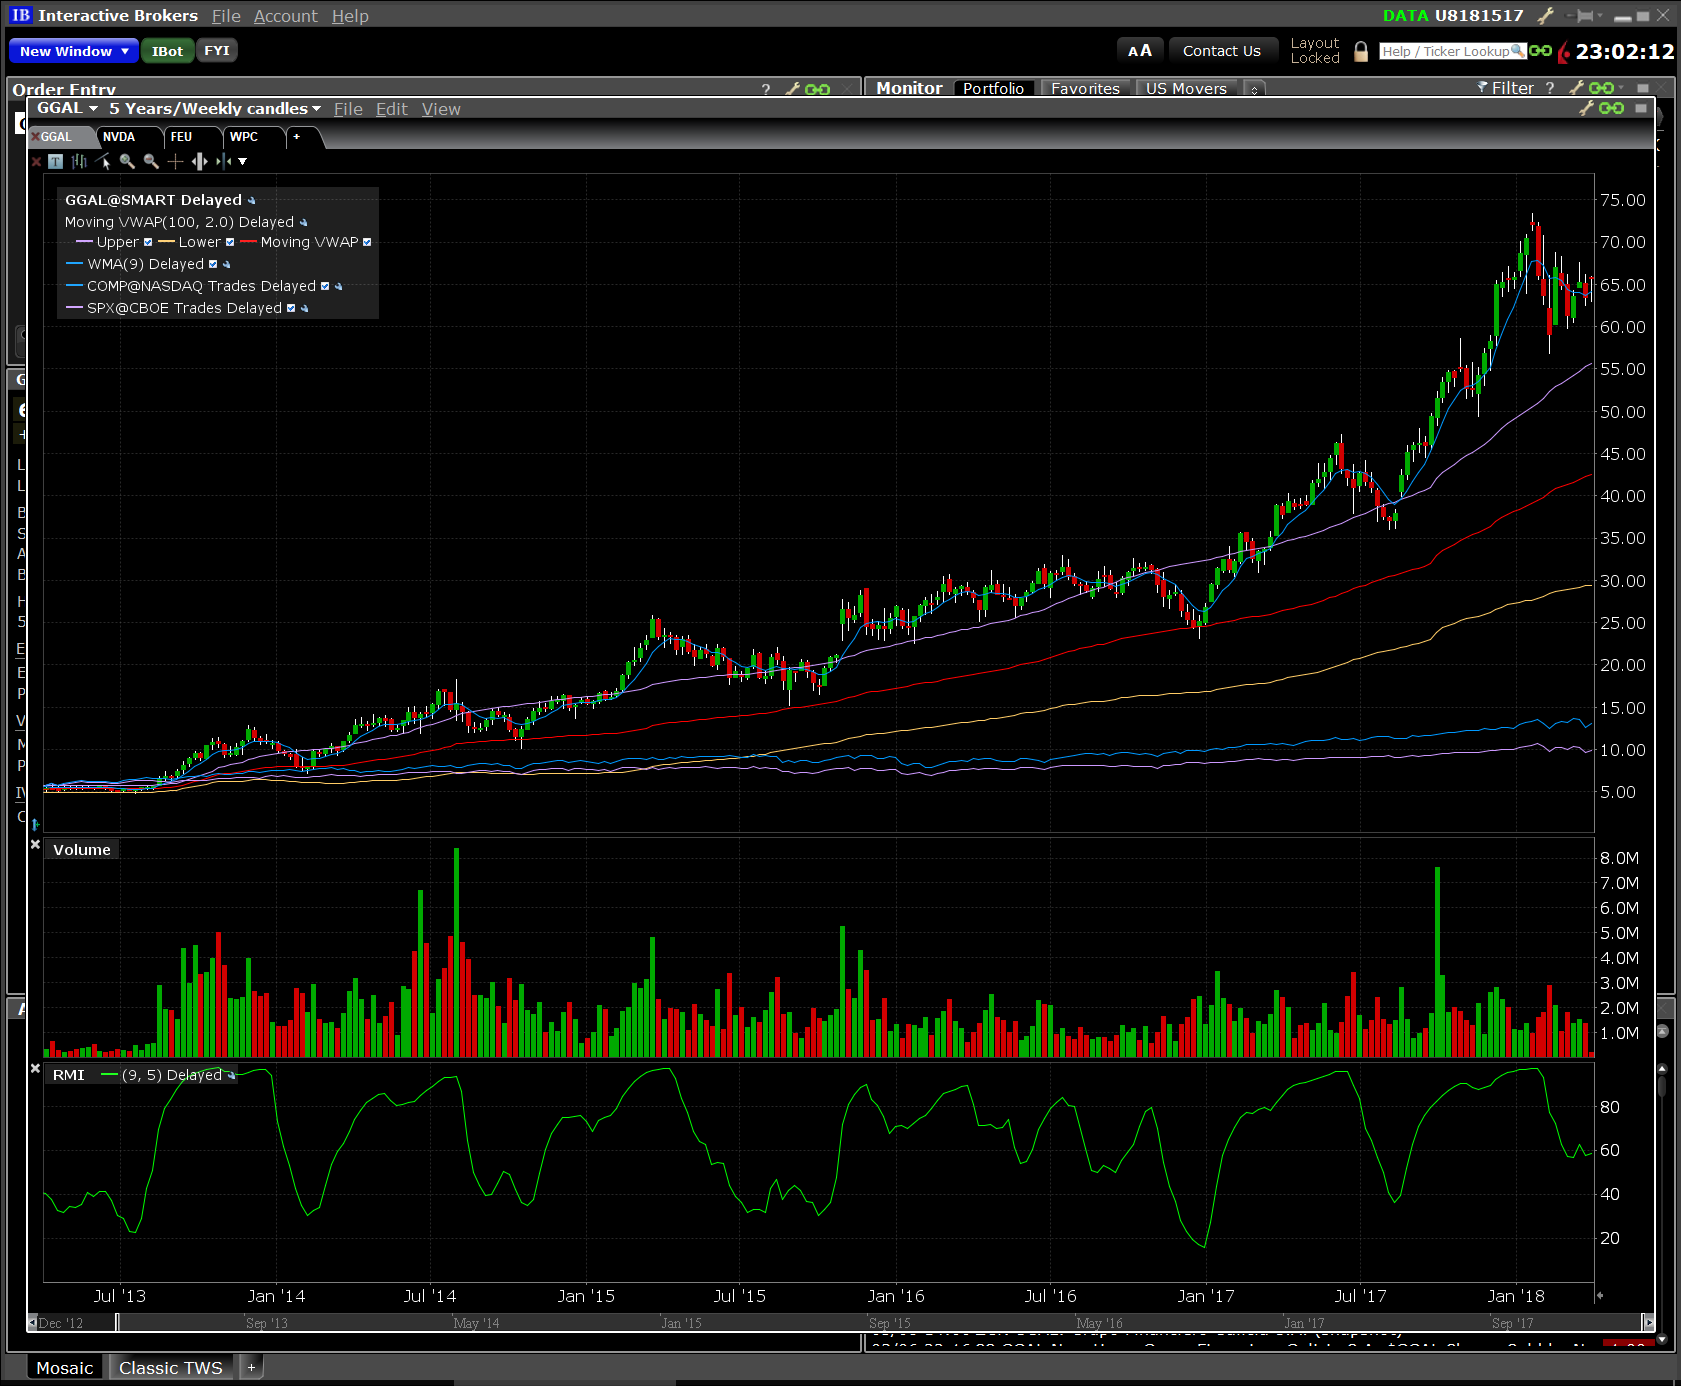 IB Interactive Brokers File Account Help DATA U8181517
New Window IBot FYI AA Contact Us Layout Locked Help / Ticker Lookup 23:02:12
Order Entry ? Monitor Portfolio Favorites US Movers Filter ?
GGAL 5 Years/Weekly candles File Edit View
GGAL NVDA FEU WPC +
T
GGAL@SMART Delayed
Moving VWAP(100, 2.0) Delayed
Upper Lower Moving VWAP
WMA(9) Delayed
COMP@NASDAQ Trades Delayed
SPX@CBOE Trades Delayed
75.00
70.00
65.00
60.00
55.00
50.00
45.00
40.00
35.00
30.00
25.00
20.00
15.00
10.00
5.00
Volume
8.0M
7.0M
6.0M
5.0M
4.0M
3.0M
2.0M
1.0M
RMI (9, 5) Delayed
80
60
40
20
Jul '13 Jan '14 Jul '14 Jan '15 Jul '15 Jan '16 Jul '16 Jan '17 Jul '17 Jan '18
Dec '12 Sep '13 May '14 Jan '15 Sep '15 May '16 Jan '17 Sep '17
Mosaic Classic TWS +